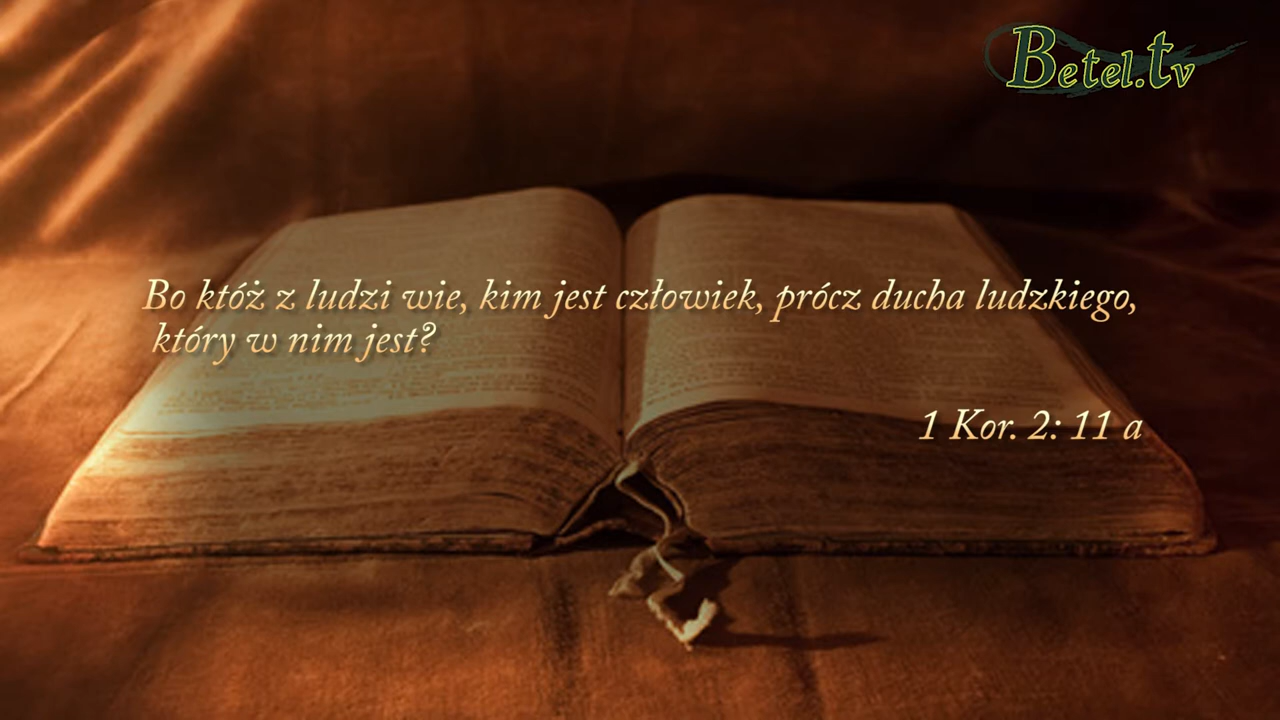 Betel.tv
Bo któż z ludzi wie, kim jest człowiek, prócz ducha ludzkiego,
który w nim jest?
1 Kor. 2: 11 a